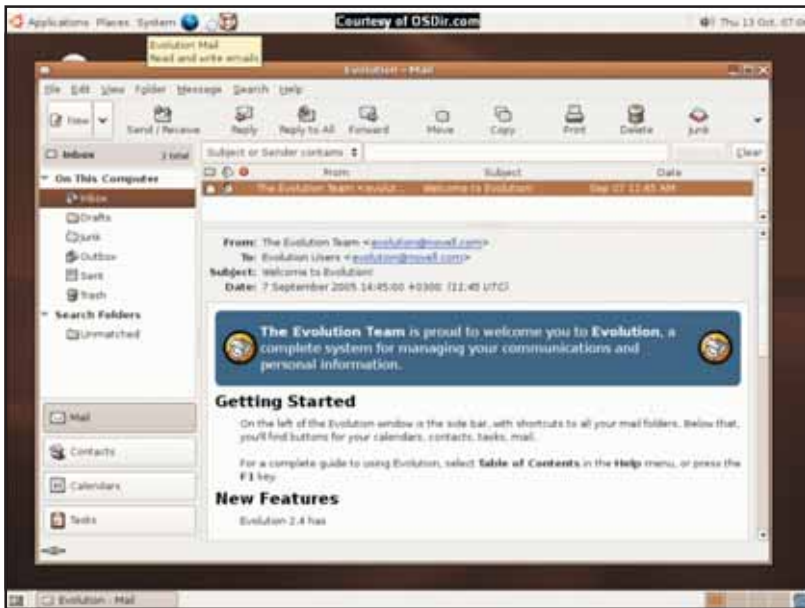 Applications Places System
Courtesy of OSDir.com
Thu 13 Oct, 07:0
Evolution Mail
Read and write emails
Evolution - Mail
File Edit View Folder Message Search Help
New Send / Receive Reply Reply to All Forward Move Copy Print Delete Junk
Inbox 1 total
Subject or Sender contains Clear
From Subject Date
The Evolution Team <evolut... Welcome to Evolution! Sep 07 11:45 AM
On This Computer
Inbox
Drafts
Junk
Outbox
Sent
Trash
Search Folders
Unmatched
Mail
Contacts
Calendars
Tasks
From: The Evolution Team <evolution@novell.com>
To: Evolution Users <evolution@novell.com>
Subject: Welcome to Evolution!
Date: 7 September 2005 14:45:00 +0300 (11:45 UTC)
The Evolution Team is proud to welcome you to Evolution, a
complete system for managing your communications and
personal information.
Getting Started
On the left of the Evolution window is the side bar, with shortcuts to all your mail folders. Below that,
you'll find buttons for your calendars, contacts, tasks, mail.
For a complete guide to using Evolution, select Table of Contents in the Help menu, or press the
F1 key.
New Features
Evolution 2.4 has
Evolution - Mail